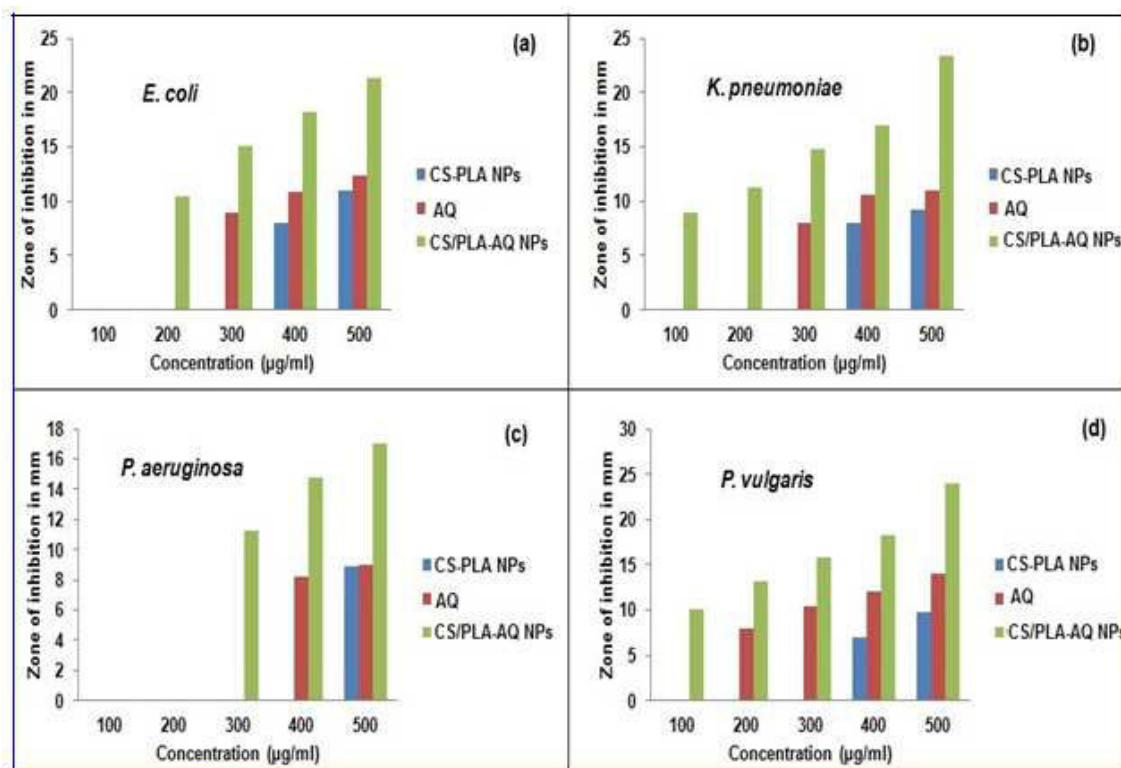 (a)
E. coli
Zone of inhibition in mm
25
20
15
10
5
0
100 200 300 400 500
Concentration (µg/ml)
CS-PLA NPs
AQ
CS/PLA-AQ NPs
(b)
K. pneumoniae
Zone of inhibition in mm
25
20
15
10
5
0
100 200 300 400 500
Concentration (µg/ml)
CS-PLA NPs
AQ
CS/PLA-AQ NPs
(c)
P. aeruginosa
Zone of inhibition in mm
18
16
14
12
10
8
6
4
2
0
100 200 300 400 500
Concentration (µg/ml)
CS-PLA NPs
AQ
CS/PLA-AQ NPs
(d)
P. vulgaris
Zone of inhibition in mm
30
25
20
15
10
5
0
100 200 300 400 500
Concentration (µg/ml)
CS-PLA NPs
AQ
CS/PLA-AQ NPs